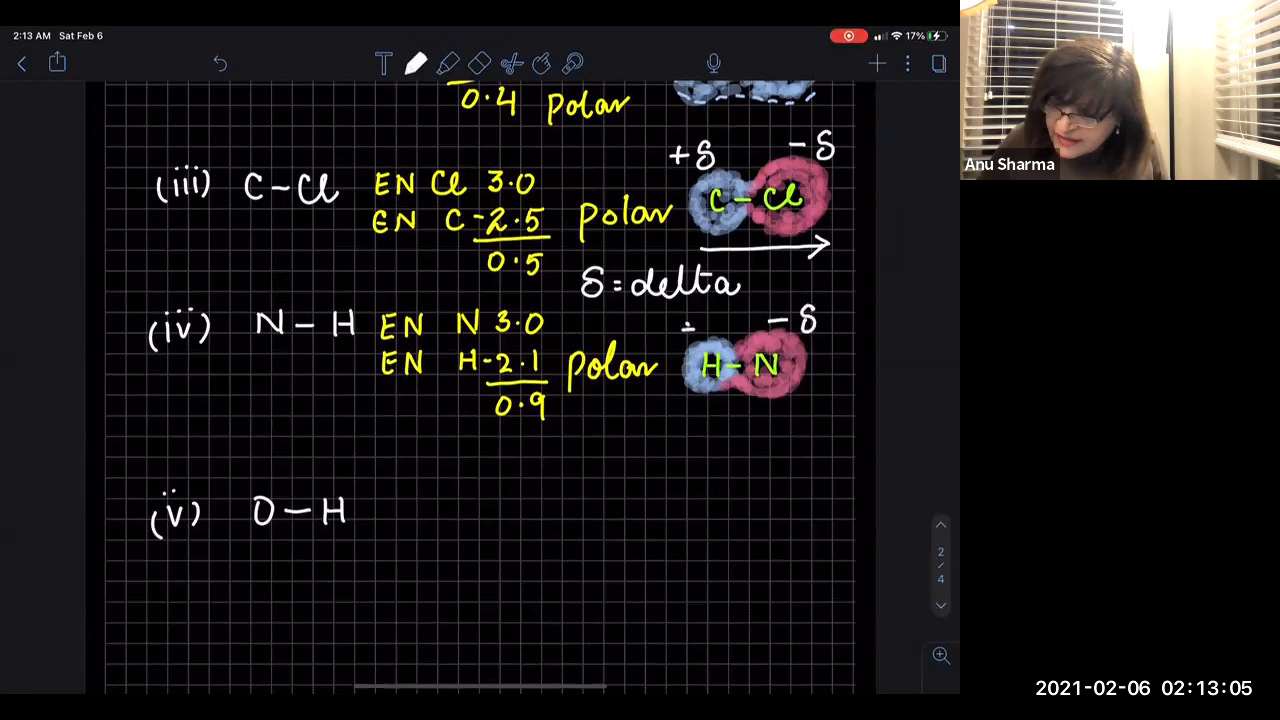 2:13 AM Sat Feb 6
17%
T
0.4 polar
+δ -δ
(iii) C-Cl EN Cl 3.0
EN C-2.5 polar C-Cl
0.5
δ=delta
(iv) N-H EN N 3.0 -δ
EN H-2.1 polar H-N
0.9
(v) O-H
2
/
4
Anu Sharma
2021-02-06 02:13:05